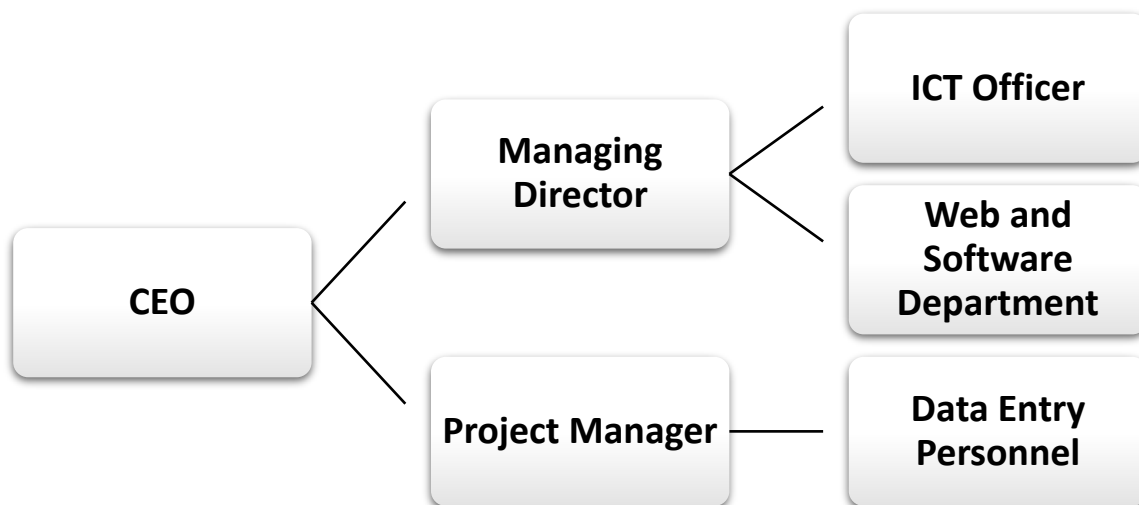 CEO
Managing
Director
Project Manager
ICT Officer
Web and
Software
Department
Data Entry
Personnel